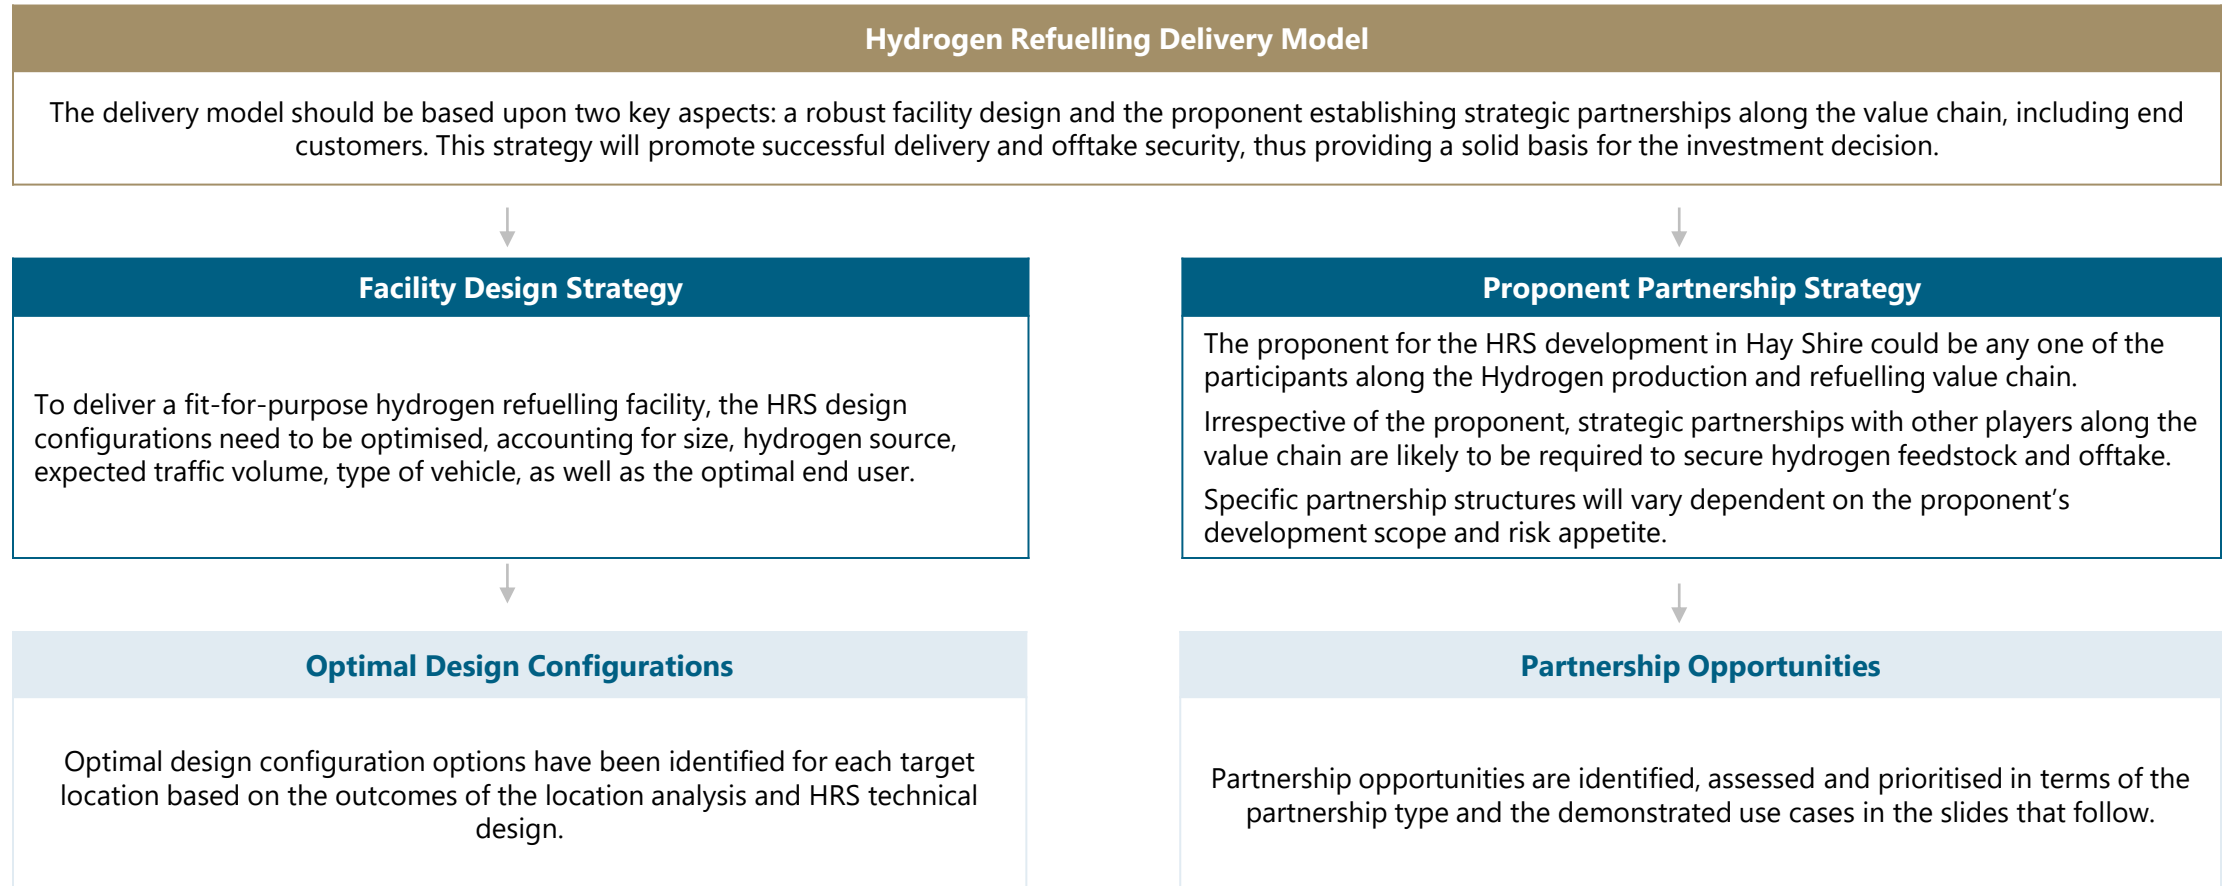 Hydrogen Refuelling Delivery Model
The delivery model should be based upon two key aspects: a robust facility design and the proponent establishing strategic partnerships along the value chain, including end
customers. This strategy will promote successful delivery and offtake security, thus providing a solid basis for the investment decision.
Facility Design Strategy
To deliver a fit-for-purpose hydrogen refuelling facility, the HRS design
configurations need to be optimised, accounting for size, hydrogen source,
expected traffic volume, type of vehicle, as well as the optimal end user.
Proponent Partnership Strategy
The proponent for the HRS development in Hay Shire could be any one of the
participants along the Hydrogen production and refuelling value chain.
Irrespective of the proponent, strategic partnerships with other players along the
value chain are likely to be required to secure hydrogen feedstock and offtake.
Specific partnership structures will vary dependent on the proponent’s
development scope and risk appetite.
Optimal Design Configurations
Optimal design configuration options have been identified for each target
location based on the outcomes of the location analysis and HRS technical
design.
Partnership Opportunities
Partnership opportunities are identified, assessed and prioritised in terms of the
partnership type and the demonstrated use cases in the slides that follow.